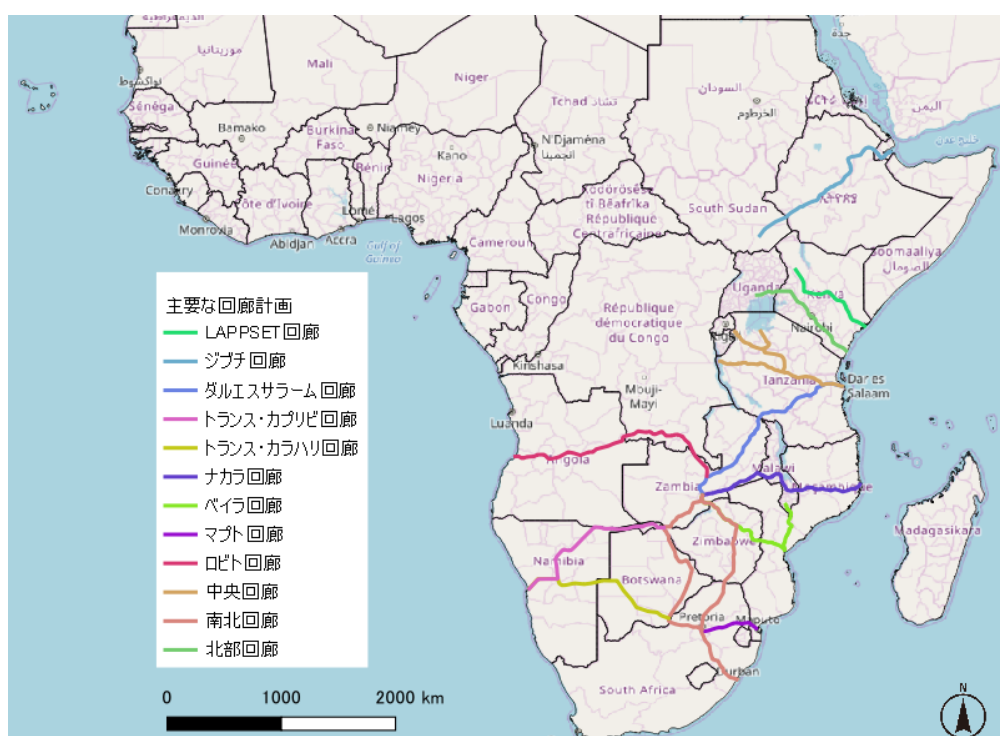 موريتانيا
نواكشوط
Mali
Niger
Tchad تشاد
السودان
الخرطوم
جدة
اليمن
خليج عدن
Sénégal
Bamako
Burkina
Faso
Niamey
N'Djaména
انجمينا
Kano
Guinée
Bénin
Nigeria
Conakry
Côte d'Ivoire
Lomé
Lagos
Monrovia
Abidjan
Accra
Gulf of
Guinea
Cameroun
Ködörösêse
tî Bêafrîka
République
Centrafricaine
South Sudan
ኢትዮጵያ
Soomaaliya
الصومال
Uganda
Kenya
Nairobi
Gabon
Congo
République
démocratique
du Congo
Kinshasa
Kigali
Mbuji-
Mayi
Tanzania
Dar es
Salaam
Luanda
Angola
Zambia
Malawi
Moçambique
Madagasikara
Zimbabwe
Namibia
Botswana
Pretoria
Maputo
Durban
South Africa
主要な回廊計画
LAPPSET回廊
ジブチ回廊
ダルエスサラーム回廊
トランス・カプリビ回廊
トランス・カラハリ回廊
ナカラ回廊
ベイラ回廊
マプト回廊
ロビト回廊
中央回廊
南北回廊
北部回廊
0 1000 2000 km
N